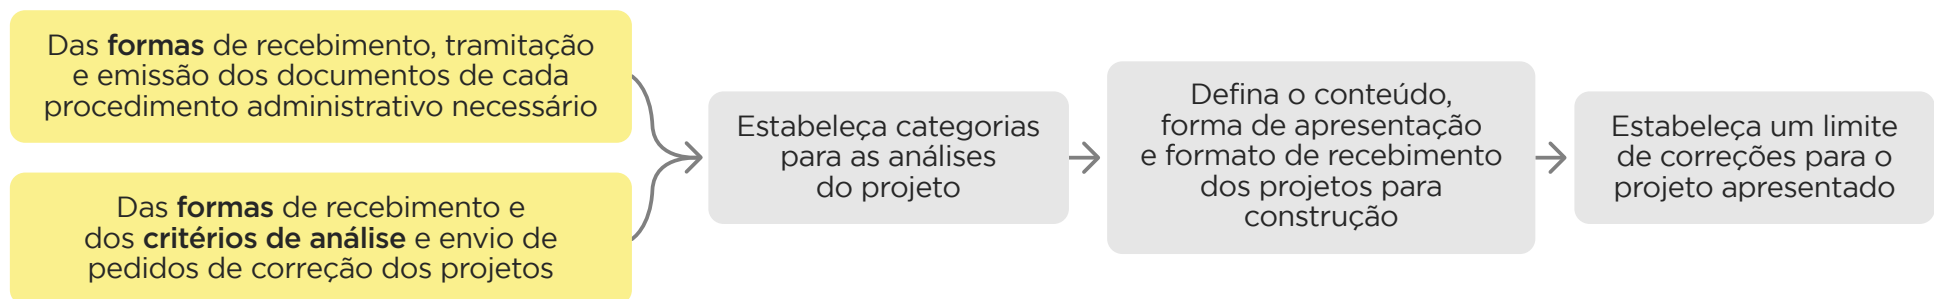 Das formas de recebimento, tramitação
e emissão dos documentos de cada
procedimento administrativo necessário
Das formas de recebimento e
dos critérios de análise e envio de
pedidos de correção dos projetos
Estabeleça categorias
para as análises
do projeto
Defina o conteúdo,
forma de apresentação
e formato de recebimento
dos projetos para
construção
Estabeleça um limite
de correções para o
projeto apresentado